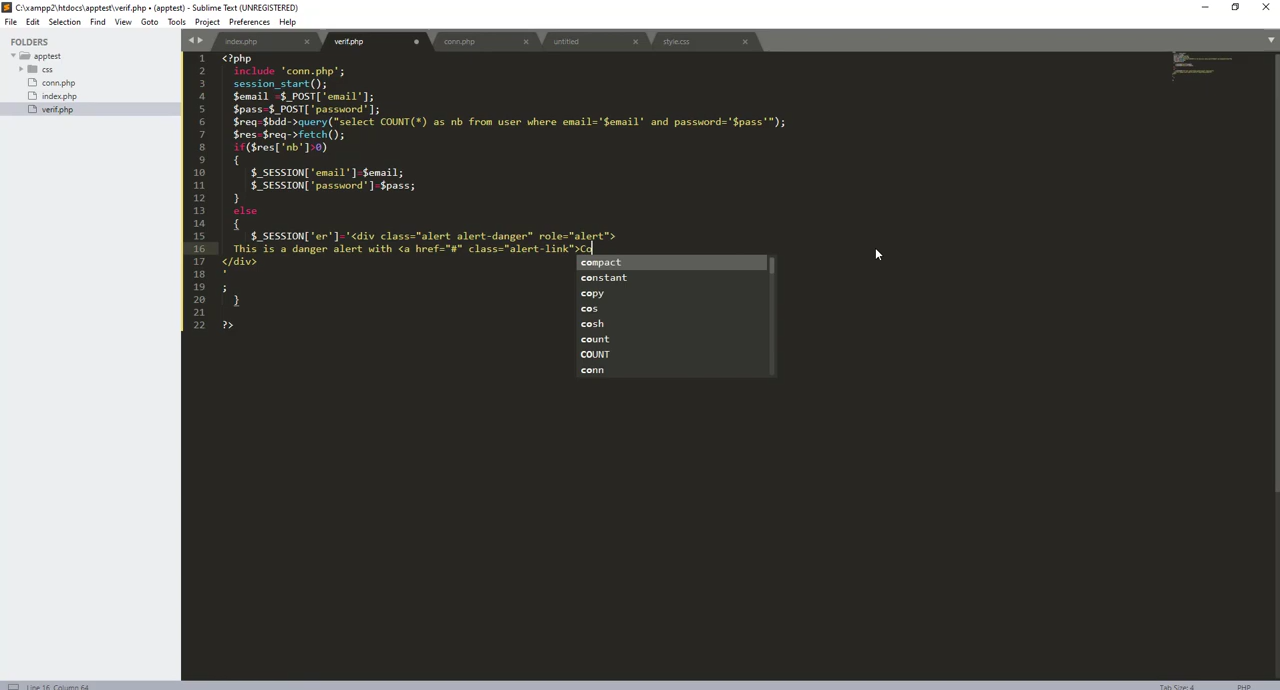 C:\xampp2\htdocs\apptest\verif.php • (apptest) - Sublime Text (UNREGISTERED)
File Edit Selection Find View Goto Tools Project Preferences Help
FOLDERS
apptest
css
conn.php
index.php
verif.php
index.php verif.php conn.php untitled style.css
1 <?php
2 include 'conn.php';
3 session_start();
4 $email =$_POST['email'];
5 $pass=$_POST['password'];
6 $req=$bdd->query("select COUNT(*) as nb from user where email='$email' and password='$pass'");
7 $res=$req->fetch();
8 if($res['nb']>0)
9 {
10 $_SESSION['email']=$email;
11 $_SESSION['password']=$pass;
12 }
13 else
14 {
15 $_SESSION['er']='<div class="alert alert-danger" role="alert">
16 This is a danger alert with <a href="#" class="alert-link">Co
17 </div>
18 '
19 ;
20 }
21
22 ?>
compact
constant
copy
cos
cosh
count
COUNT
conn
Line 16, Column 64
Tab Size: 4 PHP